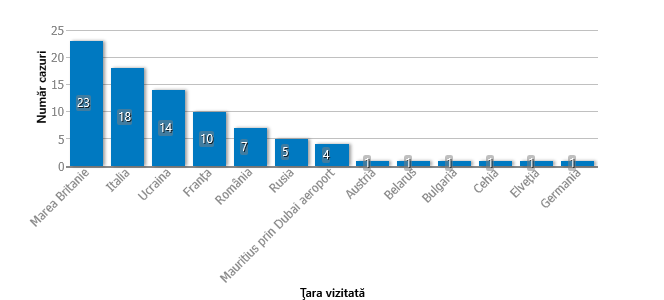 Număr cazuri
25
20
15
10
5
0
23
18
14
10
7
5
4
1
1
1
1
1
1
Marea Britanie
Italia
Ucraina
Franța
România
Rusia
Mauritius prin Dubai aeroport
Austria
Belarus
Bulgaria
Cehia
Elveția
Germania
Ţara vizitată